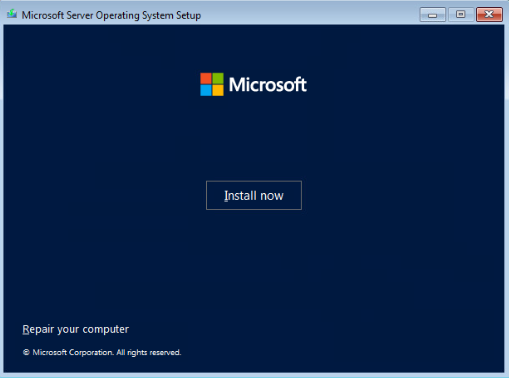 Microsoft Server Operating System Setup
Microsoft
Install now
Repair your computer
© Microsoft Corporation. All rights reserved.